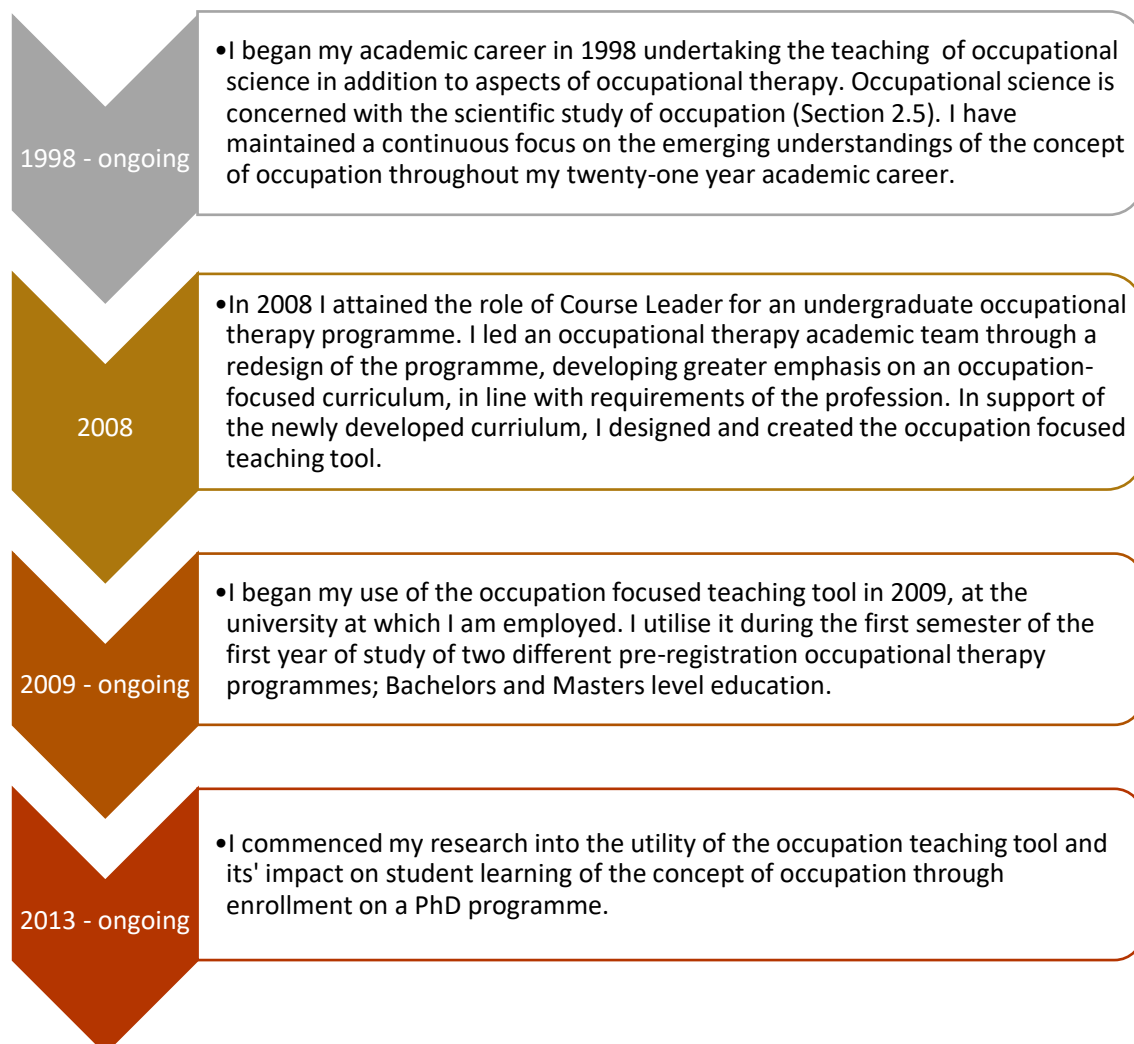 1998 - ongoing
•I began my academic career in 1998 undertaking the teaching  of occupational
science in addition to aspects of occupational therapy. Occupational science is
concerned with the scientific study of occupation (Section 2.5). I have
maintained a continuous focus on the emerging understandings of the concept
of occupation throughout my twenty-one year academic career.
2008
•In 2008 I attained the role of Course Leader for an undergraduate occupational
therapy programme. I led an occupational therapy academic team through a
redesign of the programme, developing greater emphasis on an occupation-
focused curriculum, in line with requirements of the profession. In support of
the newly developed curriulum, I designed and created the occupation focused
teaching tool.
2009 - ongoing
•I began my use of the occupation focused teaching tool in 2009, at the
university at which I am employed. I utilise it during the first semester of the
first year of study of two different pre-registration occupational therapy
programmes; Bachelors and Masters level education.
2013 - ongoing
•I commenced my research into the utility of the occupation teaching tool and
its' impact on student learning of the concept of occupation through
enrollment on a PhD programme.